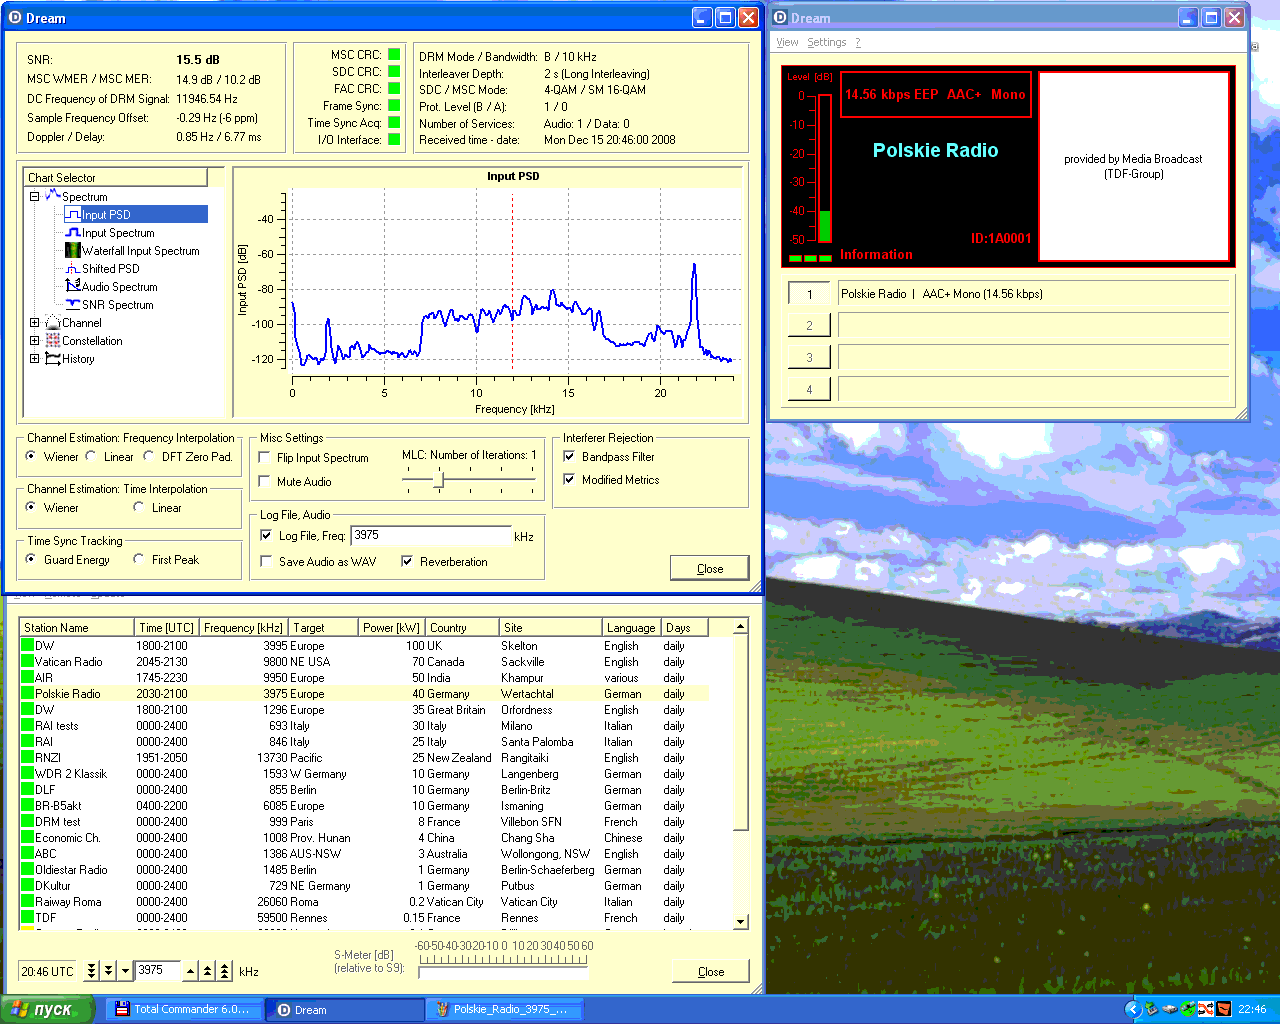 Dream
SNR: 15.5 dB
MSC WMER / MSC MER: 14.9 dB / 10.2 dB
DC Frequency of DRM Signal: 11946.54 Hz
Sample Frequency Offset: -0.29 Hz (-6 ppm)
Doppler / Delay: 0.85 Hz / 6.77 ms
MSC CRC:
SDC CRC:
FAC CRC:
Frame Sync:
Time Sync Acq:
I/O Interface:
DRM Mode / Bandwidth: B / 10 kHz
Interleaver Depth: 2 s (Long Interleaving)
SDC / MSC Mode: 4-QAM / SM 16-QAM
Prot. Level (B / A): 1 / 0
Number of Services: Audio: 1 / Data: 0
Received time - date: Mon Dec 15 20:46:00 2008
Chart Selector
Spectrum
Input PSD
Input Spectrum
Waterfall Input Spectrum
Shifted PSD
Audio Spectrum
SNR Spectrum
Channel
Constellation
History
Input PSD
Input PSD [dB]
-40
-60
-80
-100
-120
0 5 10 15 20
Frequency [kHz]
Channel Estimation: Frequency Interpolation
Wiener Linear DFT Zero Pad.
Channel Estimation: Time Interpolation
Wiener Linear
Time Sync Tracking
Guard Energy First Peak
Misc Settings
Flip Input Spectrum
Mute Audio
MLC: Number of Iterations: 1
Log File, Audio
Log File, Freq: 3975 kHz
Save Audio as WAV Reverberation
Interferer Rejection
Bandpass Filter
Modified Metrics
Close
Dream
View Settings ?
Level [dB]
0
-10
-20
-30
-40
-50
14.56 kbps EEP AAC+ Mono
Polskie Radio
ID:1A0001
Information
provided by Media Broadcast
(TDF-Group)
1 Polskie Radio | AAC+ Mono (14.56 kbps)
2
3
4
Station Name Time [UTC] Frequency [kHz] Target Power [kW] Country Site Language Days
DW 1800-2100 3995 Europe 100 UK Skelton English daily
Vatican Radio 2045-2130 9800 NE USA 70 Canada Sackville English daily
AIR 1745-2230 9950 Europe 50 India Khampur various daily
Polskie Radio 2030-2100 3975 Europe 40 Germany Wertachtal German daily
DW 1800-2100 1296 Europe 35 Great Britain Orfordness English daily
RAI tests 0000-2400 693 Italy 30 Italy Milano Italian daily
RAI 0000-2400 846 Italy 25 Italy Santa Palomba Italian daily
RNZI 1951-2050 13730 Pacific 25 New Zealand Rangitaiki English daily
WDR 2 Klassik 0000-2400 1593 W Germany 10 Germany Langenberg German daily
DLF 0000-2400 855 Berlin 10 Germany Berlin-Britz German daily
BR-B5akt 0400-2200 6085 Europe 10 Germany Ismaning German daily
DRM test 0000-2400 999 Paris 8 France Villebon SFN French daily
Economic Ch. 0000-2400 1008 Prov. Hunan 4 China Chang Sha Chinese daily
ABC 0000-2400 1386 AUS-NSW 3 Australia Wollongong, NSW English daily
Oldiestar Radio 0000-2400 1485 Berlin 1 Germany Berlin-Schaeferberg German daily
DKultur 0000-2400 729 NE Germany 1 Germany Putbus German daily
Raiway Roma 0000-2400 26060 Roma 0.2 Vatican City Vatican City Italian daily
TDF 0000-2400 59500 Rennes 0.15 France Rennes French daily
20:46 UTC 3975 kHz
S-Meter [dB]
(relative to S9):
-60-50-40-30-20-10 0 10 20 30 40 50 60
Close
пуск Total Commander 6.0... Dream Polskie_Radio_3975_... 22:46